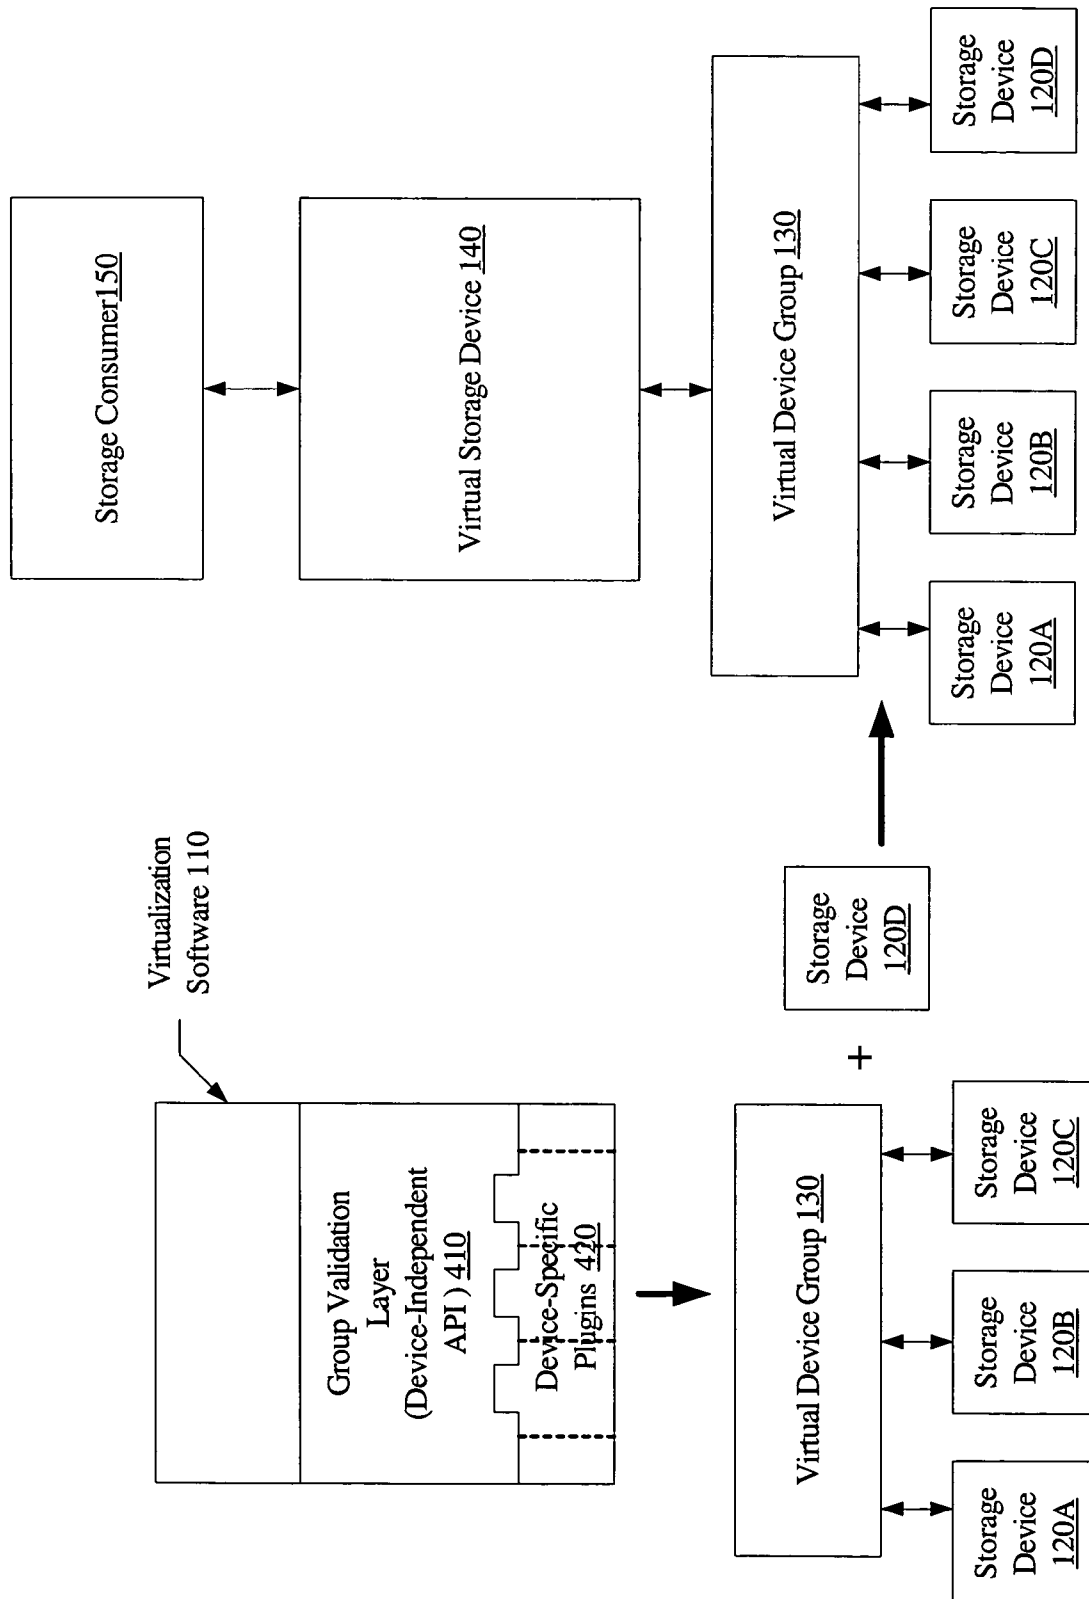 Virtualization
Software 110
Group Validation
Layer
(Device-Independent
API ) 410
Device-Specific
Plugins 420
Virtual Device Group 130
Storage
Device
120A
Storage
Device
120B
Storage
Device
120C
+
Storage
Device
120D
Storage Consumer150
Virtual Storage Device 140
Virtual Device Group 130
Storage
Device
120A
Storage
Device
120B
Storage
Device
120C
Storage
Device
120D